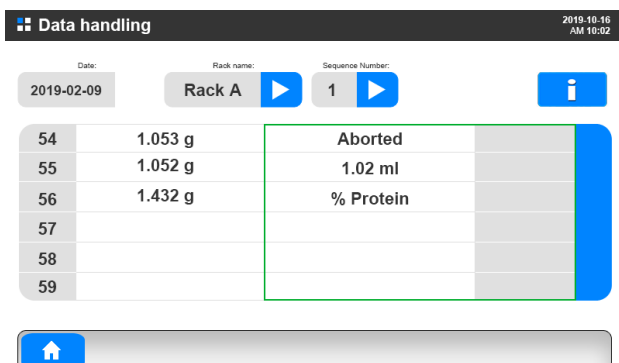 Data handling
2019-10-16
AM 10:02
Date:
Rack name:
Sequence Number:
2019-02-09
Rack A
1
i
54 1.053 g Aborted
55 1.052 g 1.02 ml
56 1.432 g % Protein
57
58
59